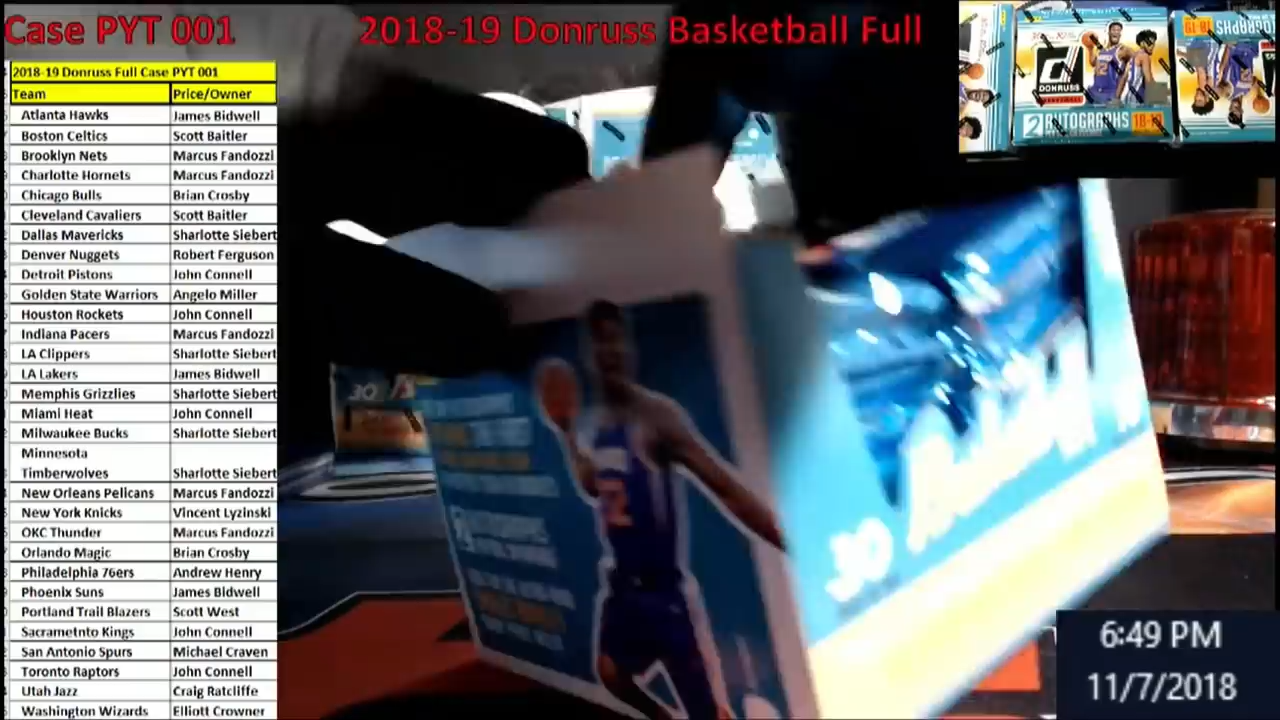 Case PYT 001
2018-19 Donruss Basketball Full
2018-19 Donruss Full Case PYT 001
Team Price/Owner
Atlanta Hawks James Bidwell
Boston Celtics Scott Baitler
Brooklyn Nets Marcus Fandozzi
Charlotte Hornets Marcus Fandozzi
Chicago Bulls Brian Crosby
Cleveland Cavaliers Scott Baitler
Dallas Mavericks Sharlotte Siebert
Denver Nuggets Robert Ferguson
Detroit Pistons John Connell
Golden State Warriors Angelo Miller
Houston Rockets John Connell
Indiana Pacers Marcus Fandozzi
LA Clippers Sharlotte Siebert
LA Lakers James Bidwell
Memphis Grizzlies Sharlotte Siebert
Miami Heat John Connell
Milwaukee Bucks Sharlotte Siebert
Minnesota
Timberwolves Sharlotte Siebert
New Orleans Pelicans Marcus Fandozzi
New York Knicks Vincent Lyzinski
OKC Thunder Marcus Fandozzi
Orlando Magic Brian Crosby
Philadelphia 76ers Andrew Henry
Phoenix Suns James Bidwell
Portland Trail Blazers Scott West
Sacrametnto Kings John Connell
San Antonio Spurs Michael Craven
Toronto Raptors John Connell
Utah Jazz Craig Ratcliffe
Washington Wizards Elliott Crowner
DONRUSS
2 AUTOGRAPHS 18-19
30
30
6:49 PM
11/7/2018